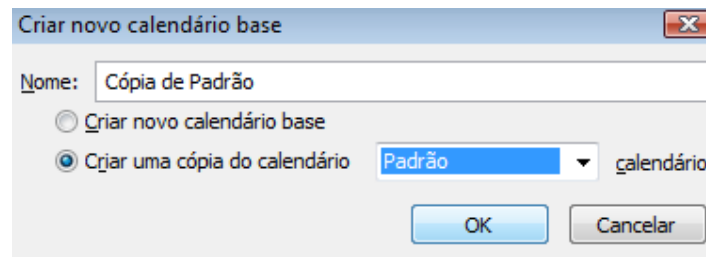 Criar novo calendário base
Nome: Cópia de Padrão
Criar novo calendário base
Criar uma cópia do calendário Padrão calendário
OK Cancelar